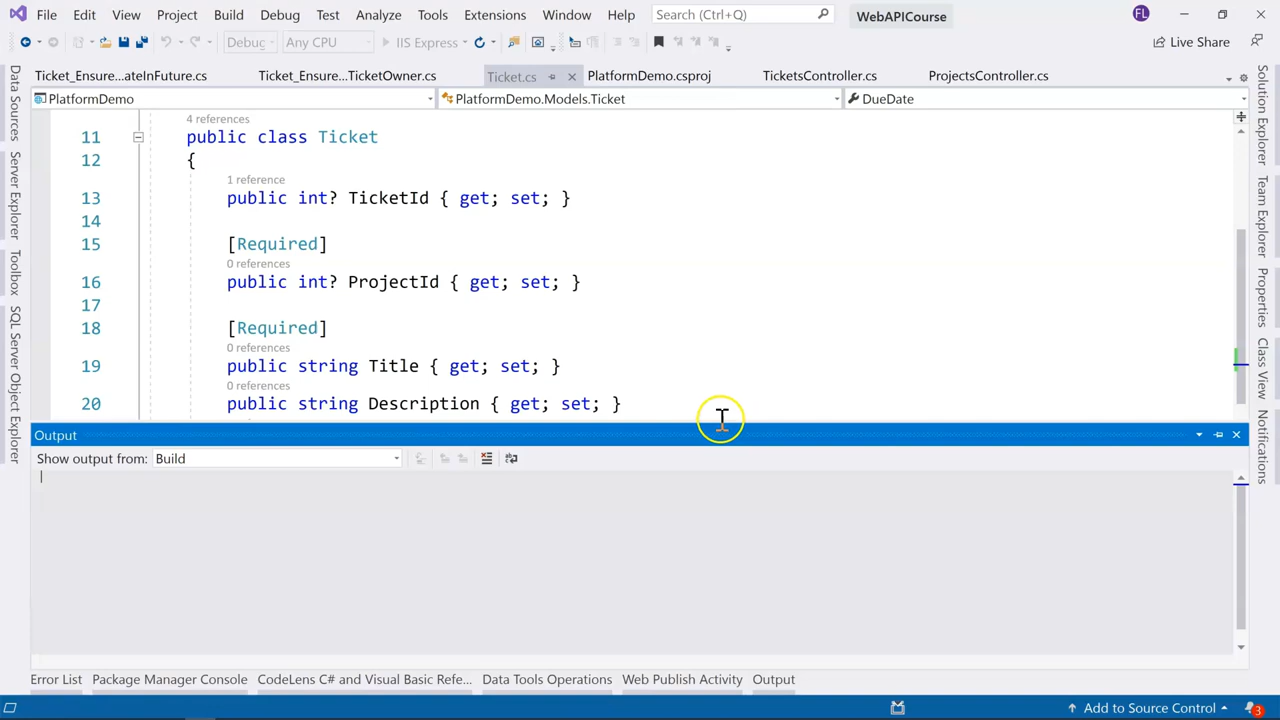 File Edit View Project Build Debug Test Analyze Tools Extensions Window Help Search (Ctrl+Q) WebAPICourse FL
Debug Any CPU IIS Express Live Share
Ticket_Ensure...ateInFuture.cs Ticket_Ensure...TicketOwner.cs Ticket.cs PlatformDemo.csproj TicketsController.cs ProjectsController.cs
PlatformDemo PlatformDemo.Models.Ticket DueDate
4 references
11 public class Ticket
12 {
1 reference
13 public int? TicketId { get; set; }
14
15 [Required]
0 references
16 public int? ProjectId { get; set; }
17
18 [Required]
0 references
19 public string Title { get; set; }
0 references
20 public string Description { get; set; }
Output
Show output from: Build
Error List Package Manager Console CodeLens C# and Visual Basic Refe... Data Tools Operations Web Publish Activity Output
Add to Source Control 3
Data Sources
Server Explorer
Toolbox
SQL Server Object Explorer
Solution Explorer
Team Explorer
Properties
Class View
Notifications